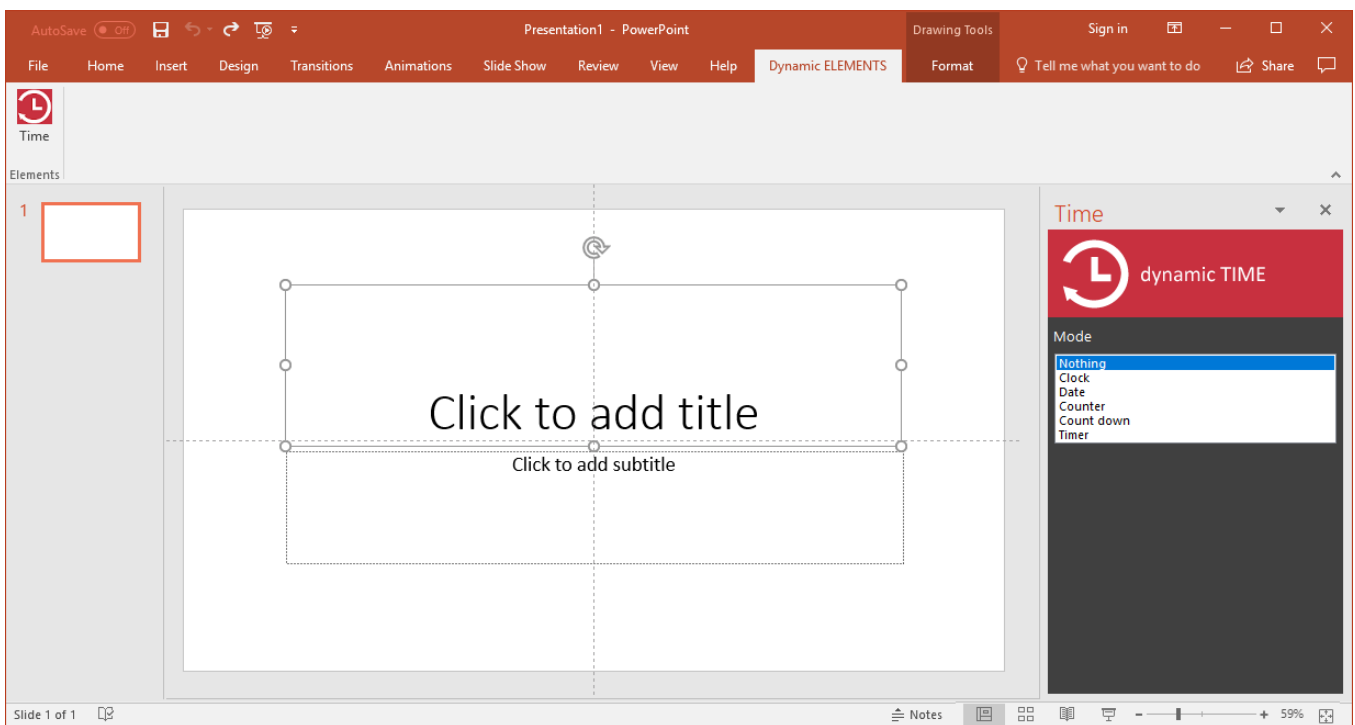 AutoSave Off Presentation1 - PowerPoint Drawing Tools Sign in
File Home Insert Design Transitions Animations Slide Show Review View Help Dynamic ELEMENTS Format Tell me what you want to do Share
Time
Elements
1
Time
dynamic TIME
Mode
Nothing
Clock
Date
Counter
Count down
Timer
Click to add title
Click to add subtitle
Slide 1 of 1 Notes - + 59%